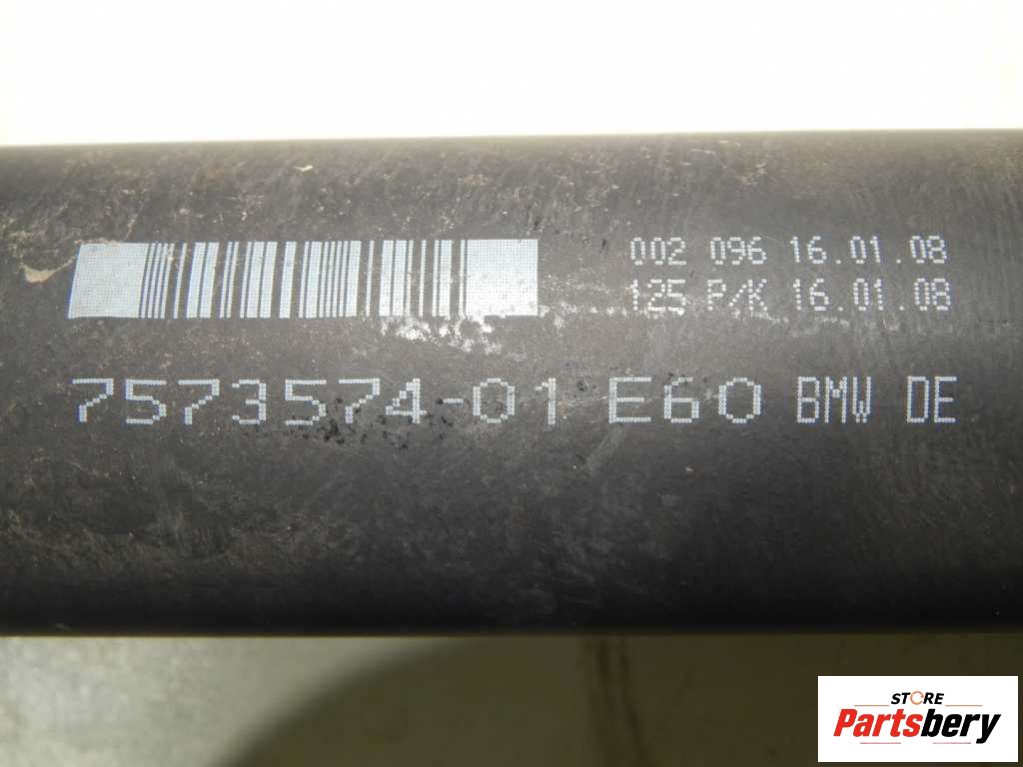 002 096 16.01.08
125 P/K 16.01.08
7573574-01 E60 BMW DE
STORE
Partsbery